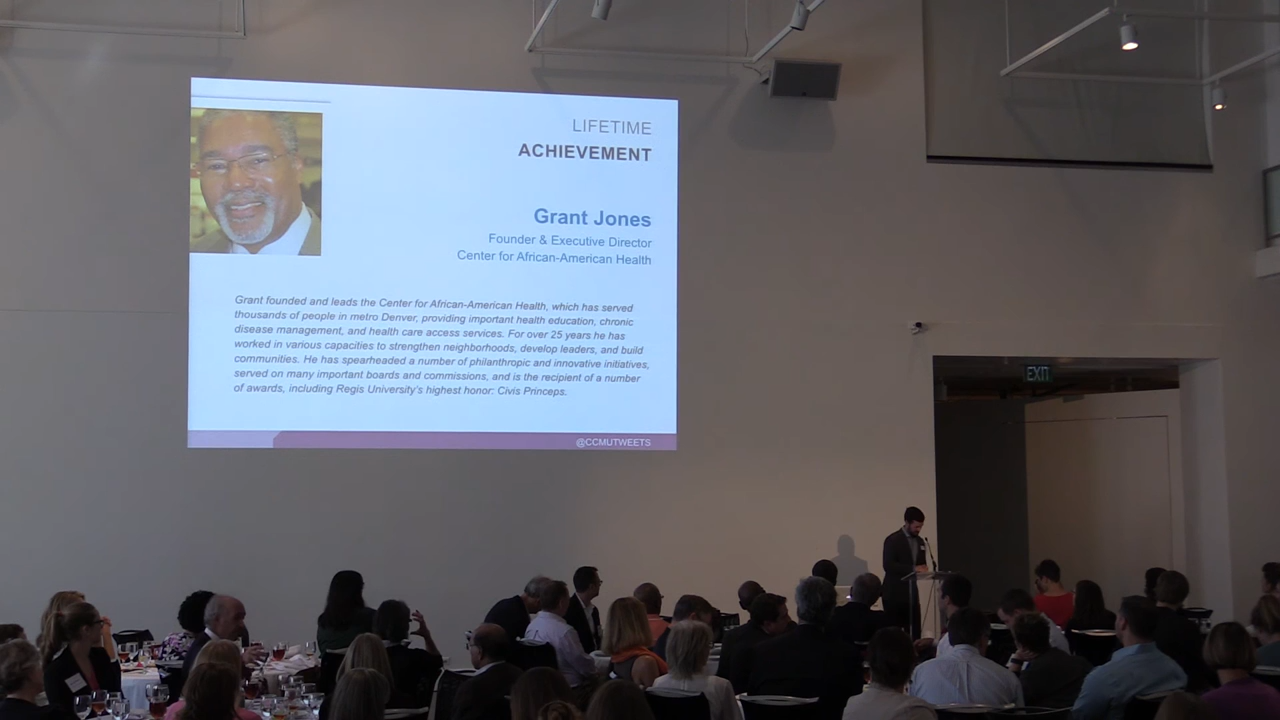 LIFETIME
ACHIEVEMENT
Grant Jones
Founder & Executive Director
Center for African-American Health
Grant founded and leads the Center for African-American Health, which has served
thousands of people in metro Denver, providing important health education, chronic
disease management, and health care access services. For over 25 years he has
worked in various capacities to strengthen neighborhoods, develop leaders, and build
communities. He has spearheaded a number of philanthropic and innovative initiatives,
served on many important boards and commissions, and is the recipient of a number
of awards, including Regis University's highest honor: Civis Princeps.
@CCMUTWEETS
EXIT